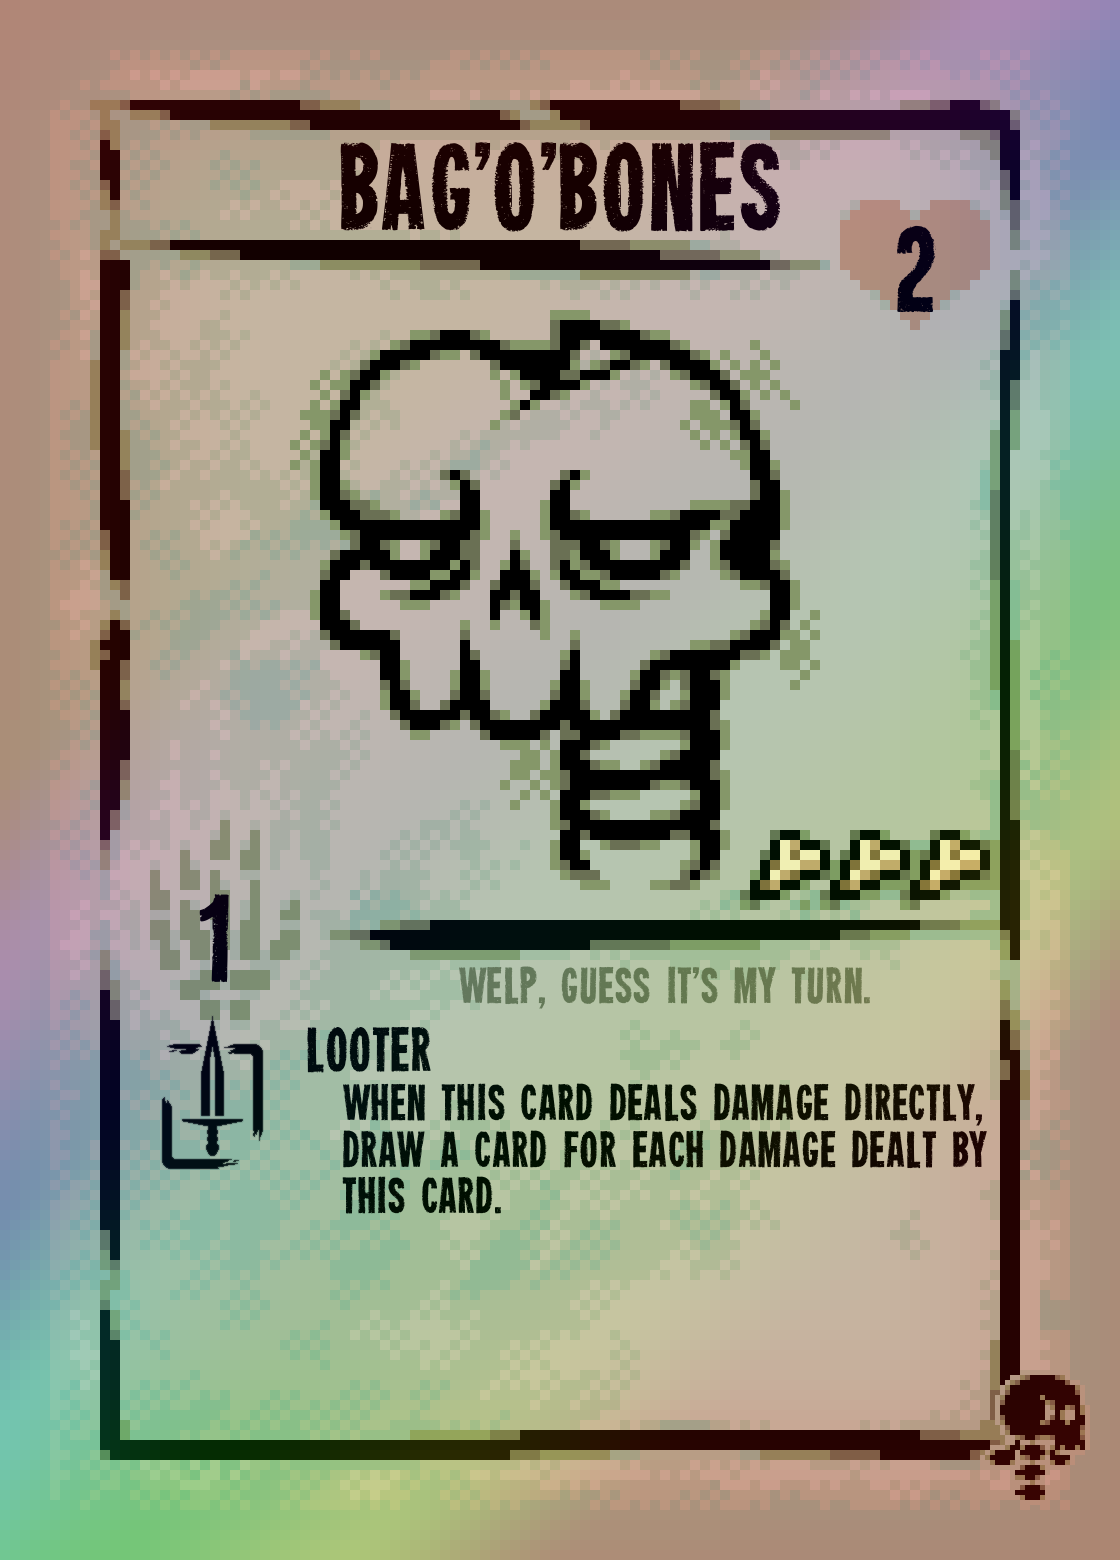 BAG'O'BONES
2
1
WELP, GUESS IT'S MY TURN.
LOOTER
WHEN THIS CARD DEALS DAMAGE DIRECTLY,
DRAW A CARD FOR EACH DAMAGE DEALT BY
THIS CARD.